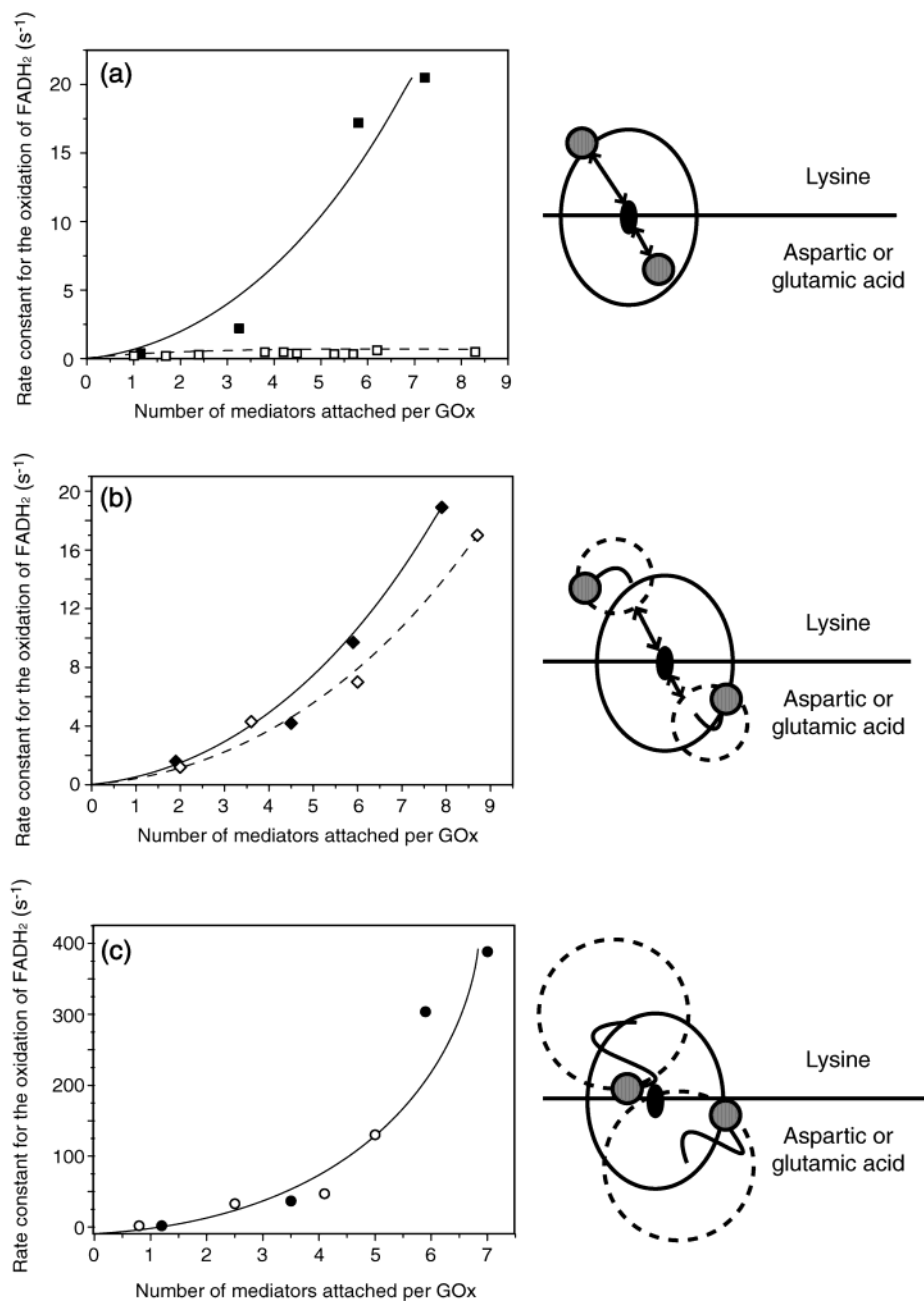 (a)
Rate constant for the oxidation of FADH₂ (s⁻¹)
20
15
10
5
0
0 1 2 3 4 5 6 7 8 9
Number of mediators attached per GOx
Lysine
Aspartic or
glutamic acid
(b)
Rate constant for the oxidation of FADH₂ (s⁻¹)
20
16
12
8
4
0
0 1 2 3 4 5 6 7 8 9
Number of mediators attached per GOx
Lysine
Aspartic or
glutamic acid
(c)
Rate constant for the oxidation of FADH₂ (s⁻¹)
400
300
200
100
0
0 1 2 3 4 5 6 7
Number of mediators attached per GOx
Lysine
Aspartic or
glutamic acid